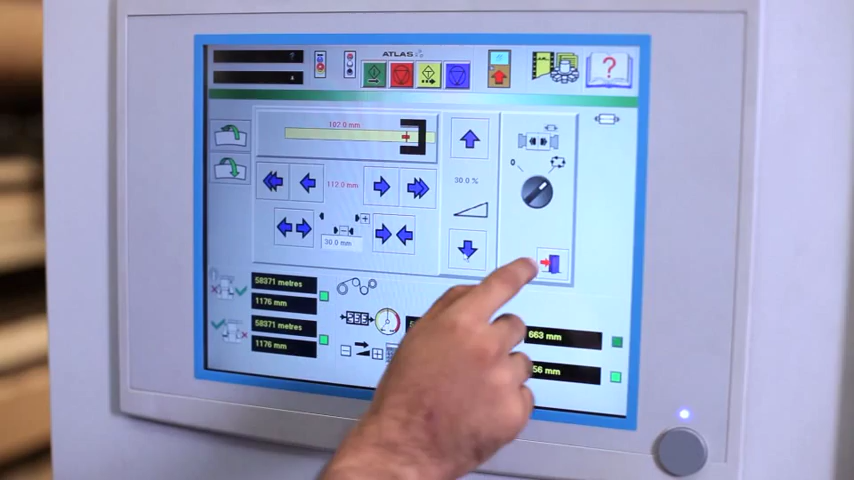 ATLAS
?
102.0 mm
0
112.0 mm
30.0 %
30.0 mm
58371 metres
1176 mm
58371 metres
1176 mm
663 mm
56 mm